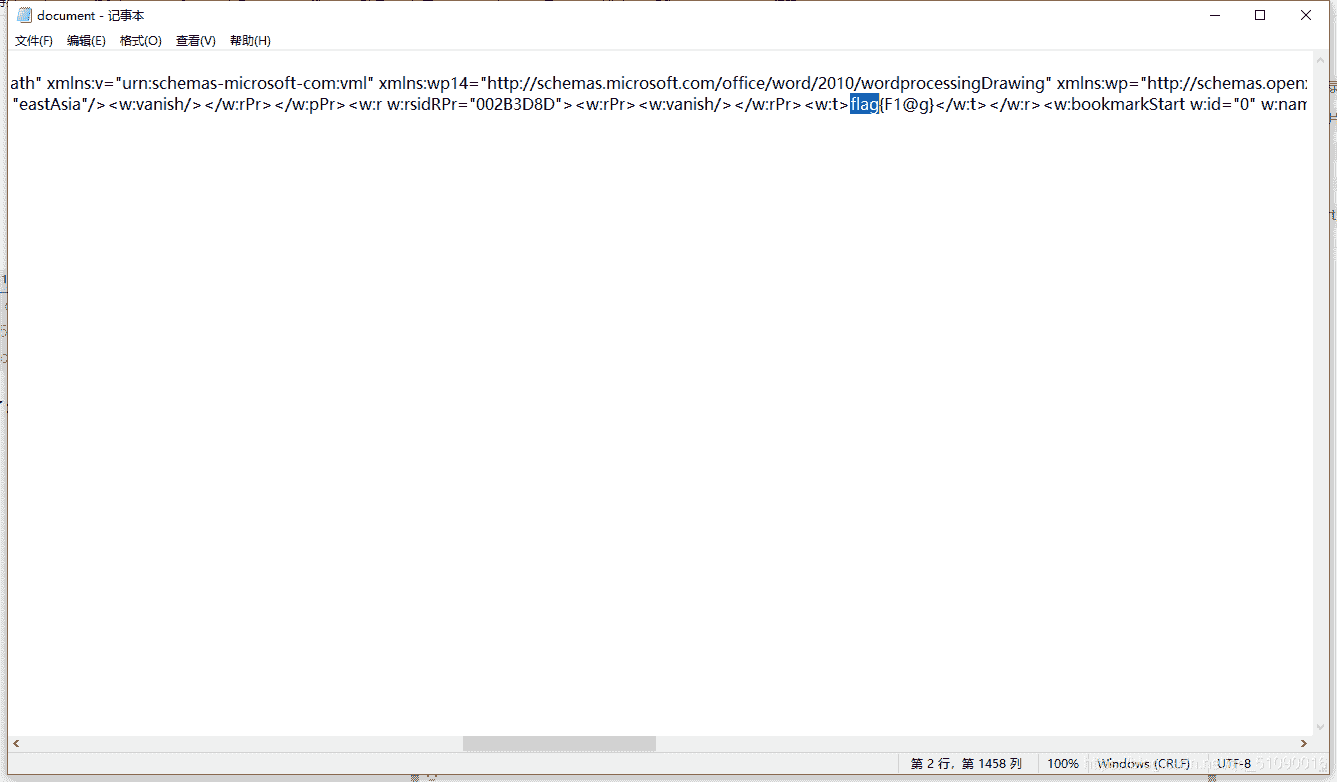 document - 记事本
文件(F) 编辑(E) 格式(O) 查看(V) 帮助(H)
ath" xmlns:v="urn:schemas-microsoft-com:vml" xmlns:wp14="http://schemas.microsoft.com/office/word/2010/wordprocessingDrawing" xmlns:wp="http://schemas.open
"eastAsia"/><w:vanish/></w:rPr></w:pPr><w:r w:rsidRPr="002B3D8D"><w:rPr><w:vanish/></w:rPr><w:t>flag{F1@g}</w:t></w:r><w:bookmarkStart w:id="0" w:nam
第 2 行，第 1458 列 100% Windows (CRLF) UTF-8